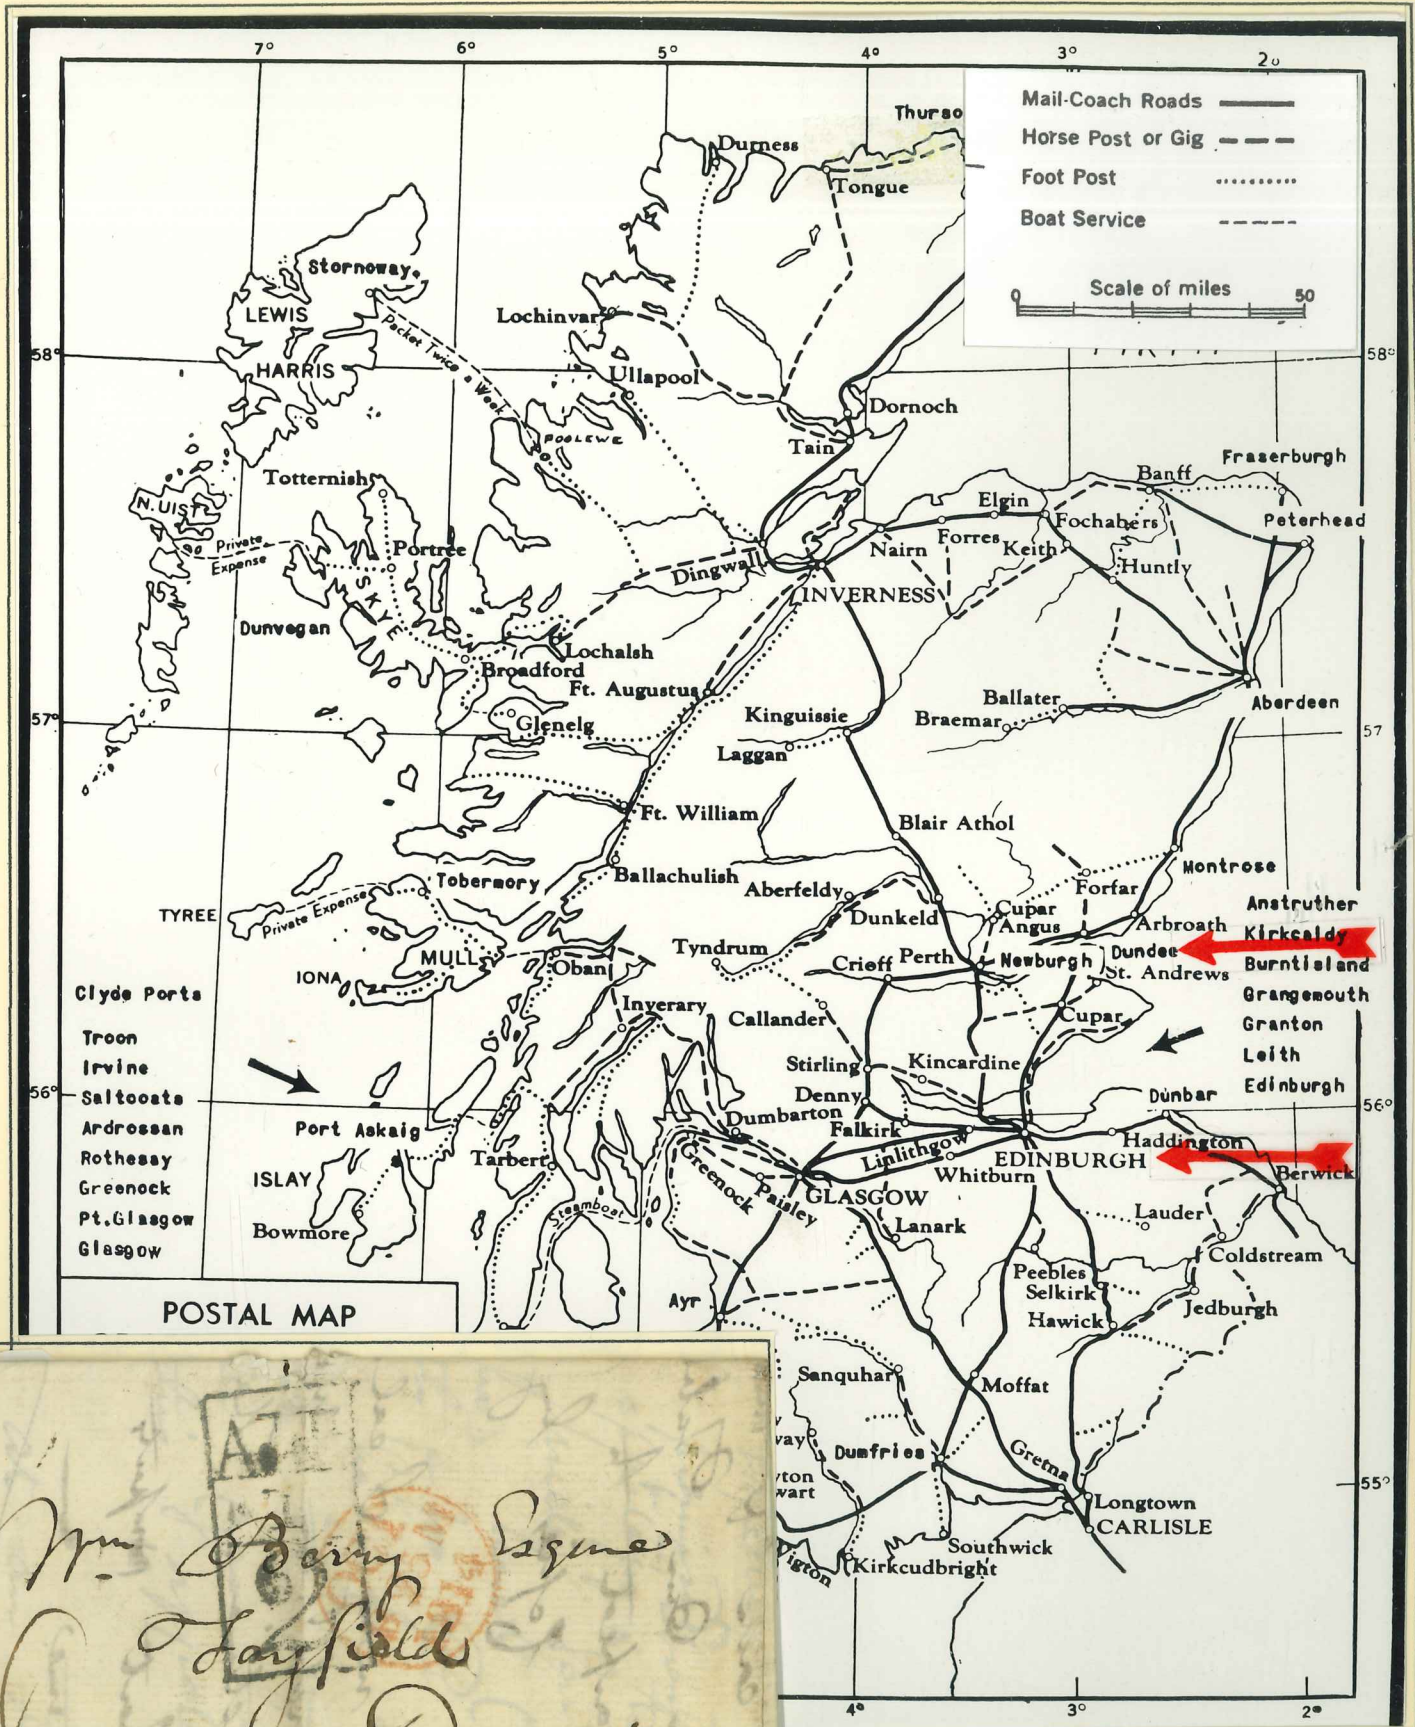 7° 6° 5° 4° 3° 2°
Mail-Coach Roads
Horse Post or Gig
Foot Post
Boat Service
Scale of miles
0 50
Thurso
Durness
Tongue
Stornoway
LEWIS
Lochinvar
Packet Twice a Week
58° 58°
HARRIS
Ullapool
Dornoch
POOLEWE
Tain
Fraserburgh
Banff
Totternish
N. UIST
Elgin
Peterhead
Fochabers
Forres
Portree
Private
Expense
Nairn
Keith
Dingwall
Huntly
INVERNESS
SKYE
Dunvegan
Lochalsh
Broadford
Ft. Augustus
Ballater
Aberdeen
Kinguissie
Braemar
Glenelg
57° 57
Laggan
Ft. William
Blair Athol
Montrose
Ballachulish
Tobermory
Aberfeldy
Forfar
TYREE
Private Expense
Dunkeld
Cupar
Angus
Arbroath
Anstruther
Kirkcaldy
Burntisland
Grangemouth
Granton
Leith
Edinburgh
Tyndrum
MULL
Oban
Crieff
Perth
Newburgh
Dundee
St. Andrews
IONA
Clyde Ports
Troon
Irvine
Saltcoats
Ardrossan
Rothesay
Greenock
Pt.Glasgow
Glasgow
Inverary
Callander
Cupar
Stirling
Kincardine
56° 56°
Denny
Dunbar
Dumbarton
Falkirk
Port Askaig
Linlithgow
Haddington
EDINBURGH
Tarbert
Whitburn
Berwick
ISLAY
Greenock
Paisley
GLASGOW
Steamboat
Lauder
Bowmore
Lanark
Coldstream
Peebles
Selkirk
POSTAL MAP
Ayr
Jedburgh
Hawick
Sanquhar
Moffat
way
Dumfries
Gretna
55°
Longtown
CARLISLE
Southwick
Kirkcudbright
4° 3° 2°
Wm Berry Esqre
Tayfield